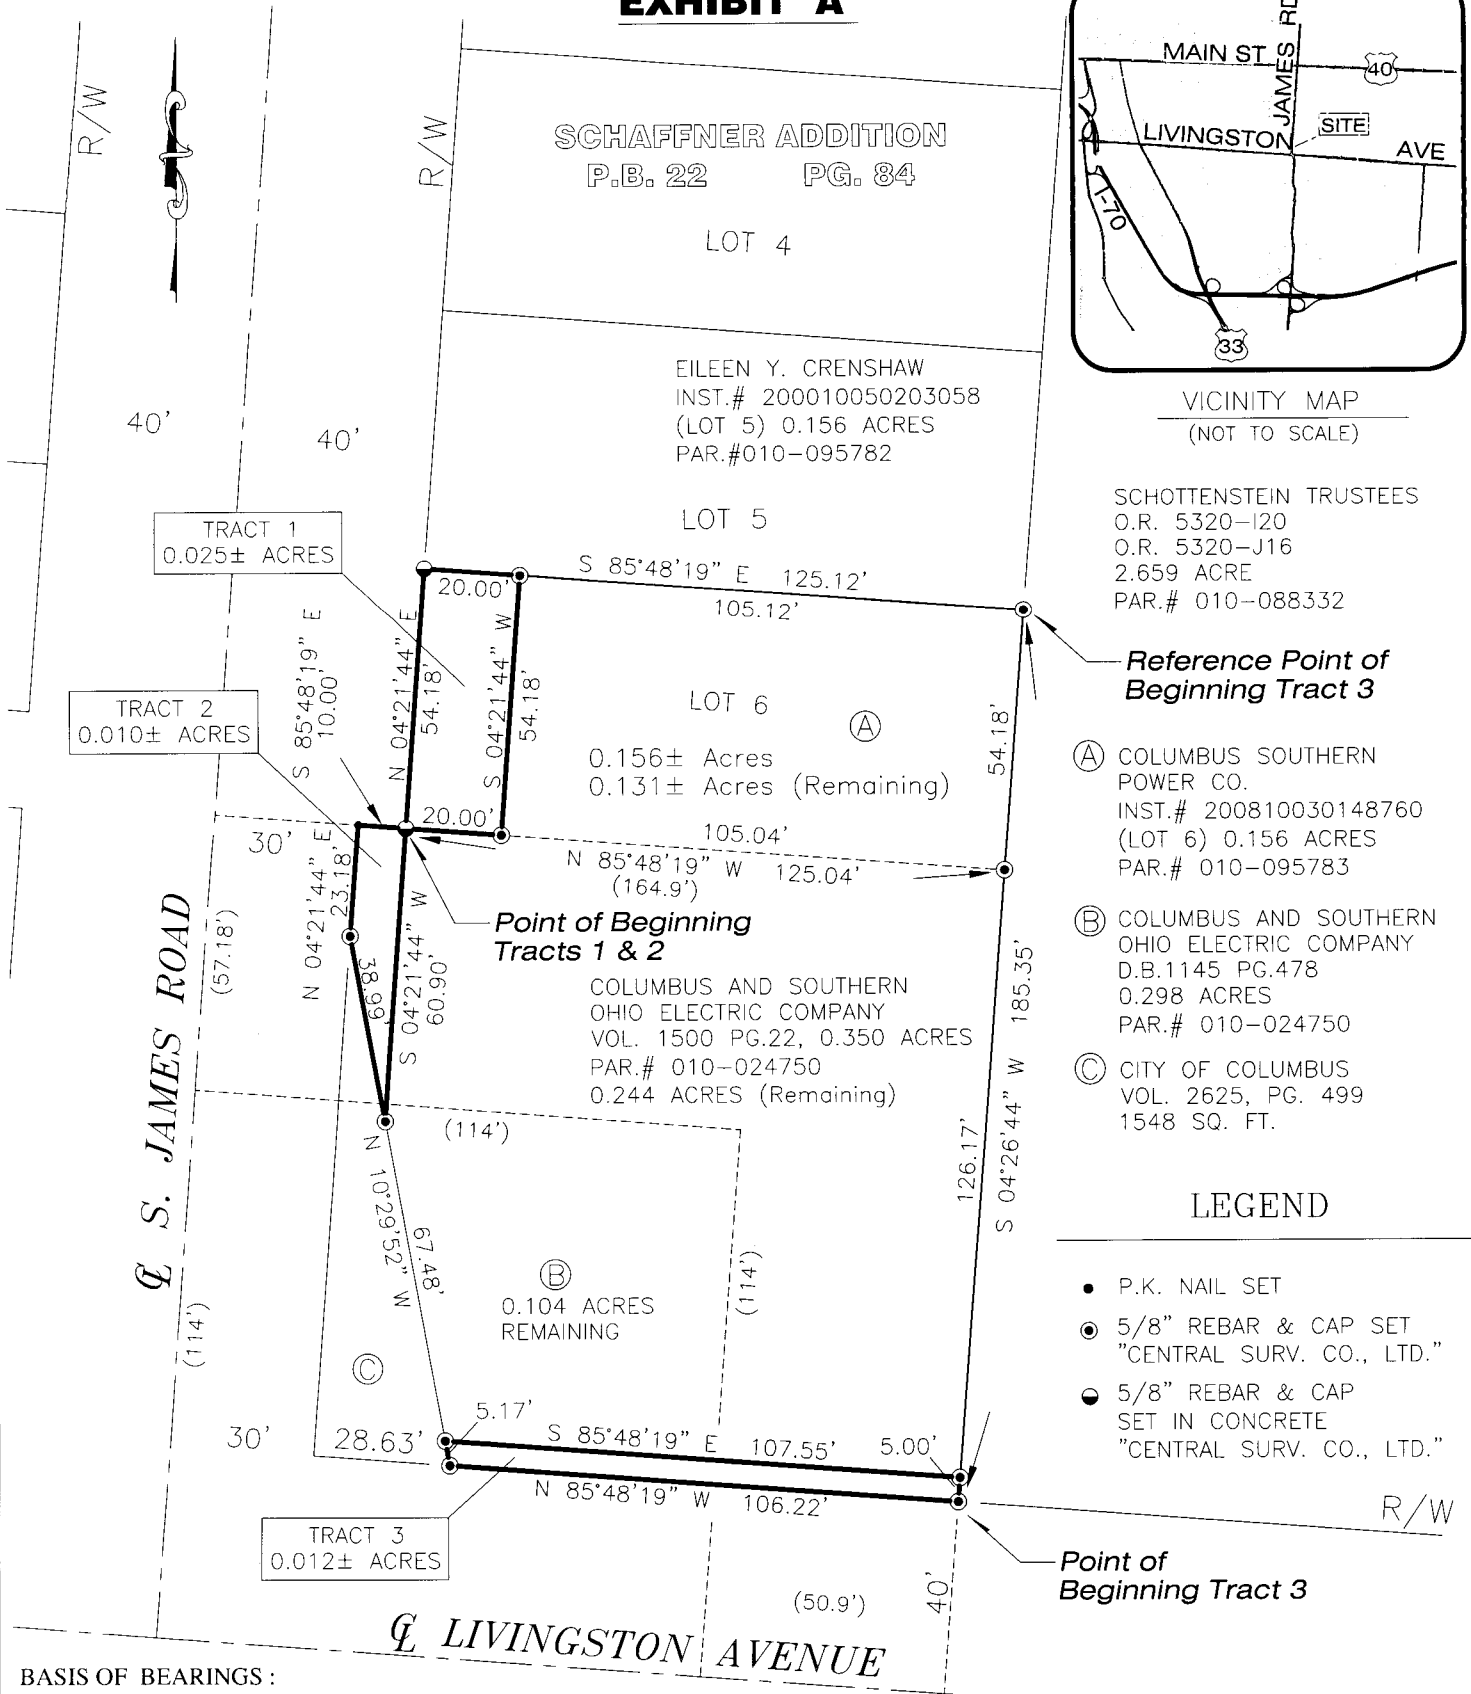 EXHIBIT "A"
R/W
R/W
SCHAFFNER ADDITION
P.B. 22 PG. 84
LOT 4
MAIN ST
JAMES RD
40
LIVINGSTON AVE
SITE
I-70
33
VICINITY MAP
(NOT TO SCALE)
EILEEN Y. CRENSHAW
INST.# 200010050203058
(LOT 5) 0.156 ACRES
PAR.#010-095782
40'
40'
LOT 5
SCHOTTENSTEIN TRUSTEES
O.R. 5320-I20
O.R. 5320-J16
2.659 ACRE
PAR.# 010-088332
TRACT 1
0.025± ACRES
20.00'
S 85°48'19" E 125.12'
105.12'
Reference Point of
Beginning Tract 3
S 85°48'19" E
10.00'
N 04°21'44" E
54.18'
S 04°21'44" W
54.18'
54.18'
TRACT 2
0.010± ACRES
LOT 6
A
0.156± Acres
0.131± Acres (Remaining)
A COLUMBUS SOUTHERN
POWER CO.
INST.# 200810030148760
(LOT 6) 0.156 ACRES
PAR.# 010-095783
20.00'
105.04'
30'
N 85°48'19" W 125.04'
(164.9')
N 04°21'44" E
23.18'
(57.18')
38.99'
S 04°21'44" W
60.90'
Point of Beginning
Tracts 1 & 2
B COLUMBUS AND SOUTHERN
OHIO ELECTRIC COMPANY
D.B.1145 PG.478
0.298 ACRES
PAR.# 010-024750
COLUMBUS AND SOUTHERN
OHIO ELECTRIC COMPANY
VOL. 1500 PG.22, 0.350 ACRES
PAR.# 010-024750
0.244 ACRES (Remaining)
S 04°26'44" W 185.35'
126.17'
C CITY OF COLUMBUS
VOL. 2625, PG. 499
1548 SQ. FT.
℄ S. JAMES ROAD
(114')
N 10°29'52" W
67.48'
(114')
(114')
B
0.104 ACRES
REMAINING
C
LEGEND
P.K. NAIL SET
5/8" REBAR & CAP SET
"CENTRAL SURV. CO., LTD."
5/8" REBAR & CAP
SET IN CONCRETE
"CENTRAL SURV. CO., LTD."
30'
28.63'
5.17'
S 85°48'19" E 107.55'
5.00'
N 85°48'19" W 106.22'
R/W
TRACT 3
0.012± ACRES
Point of
Beginning Tract 3
(50.9')
40'
℄ LIVINGSTON AVENUE
BASIS OF BEARINGS :